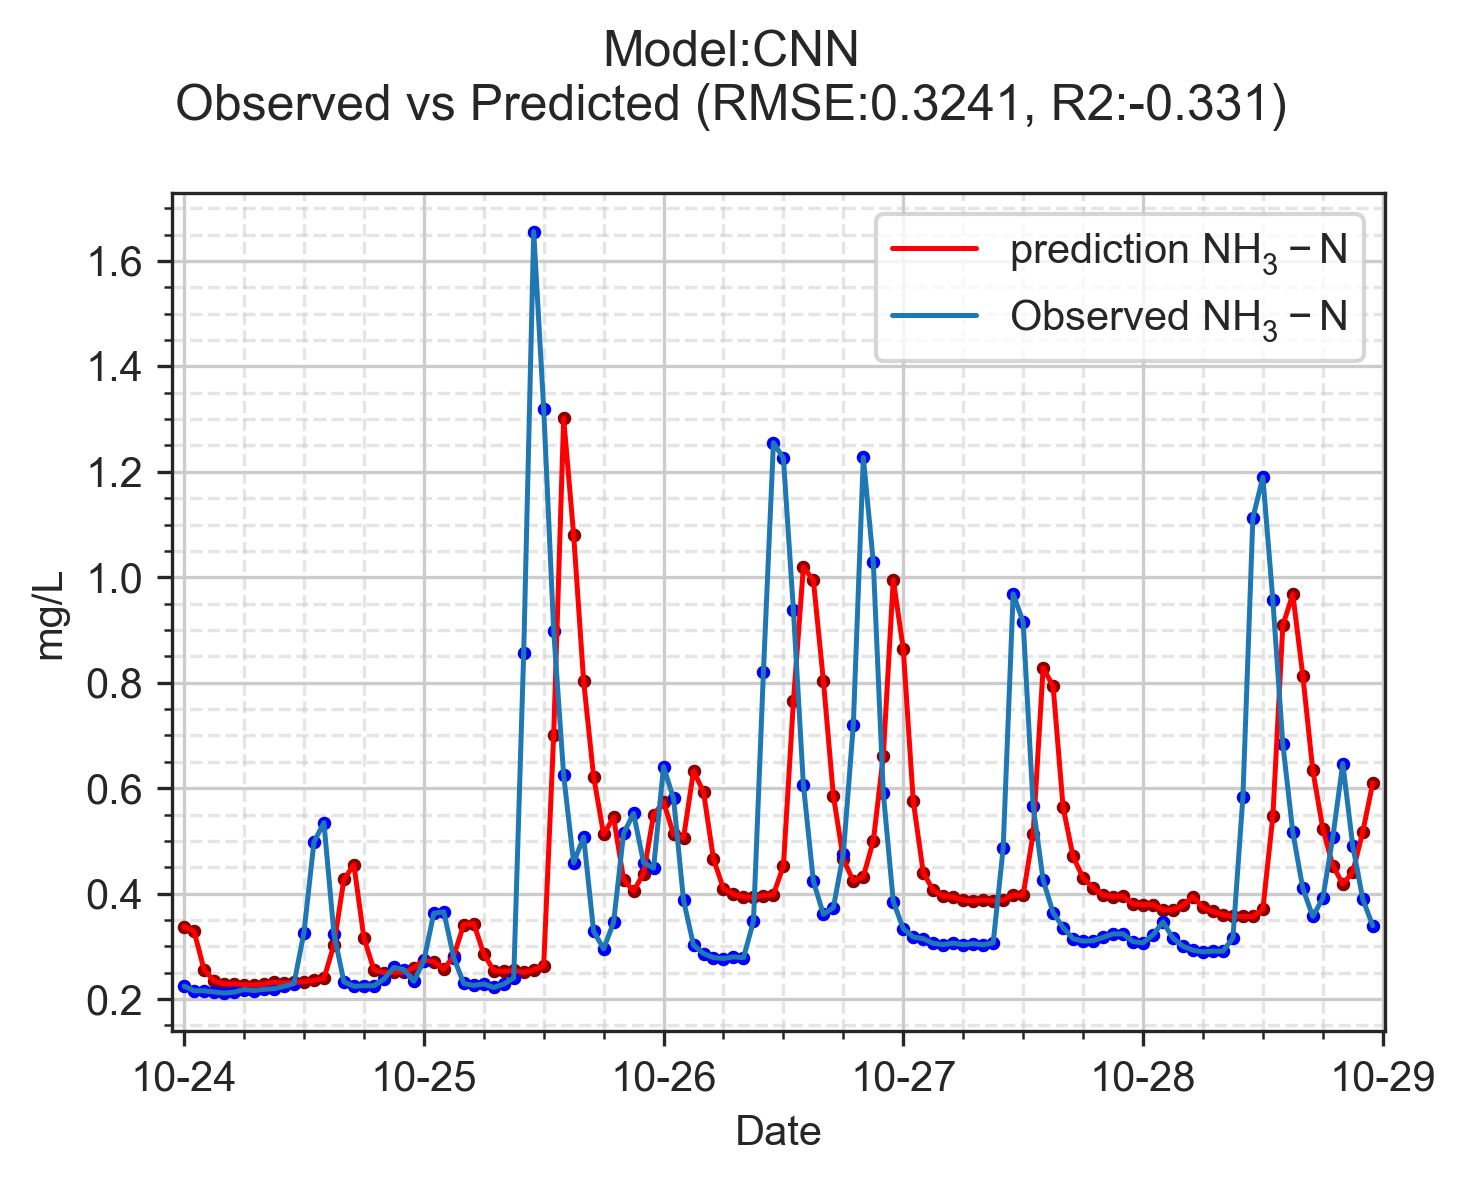 Model:CNN
Observed vs Predicted (RMSE:0.3241, R2:-0.331)
prediction NH₃ − N
Observed NH₃ − N
1.6
1.4
1.2
1.0
0.8
0.6
0.4
0.2
mg/L
10-24 10-25 10-26 10-27 10-28 10-29
Date